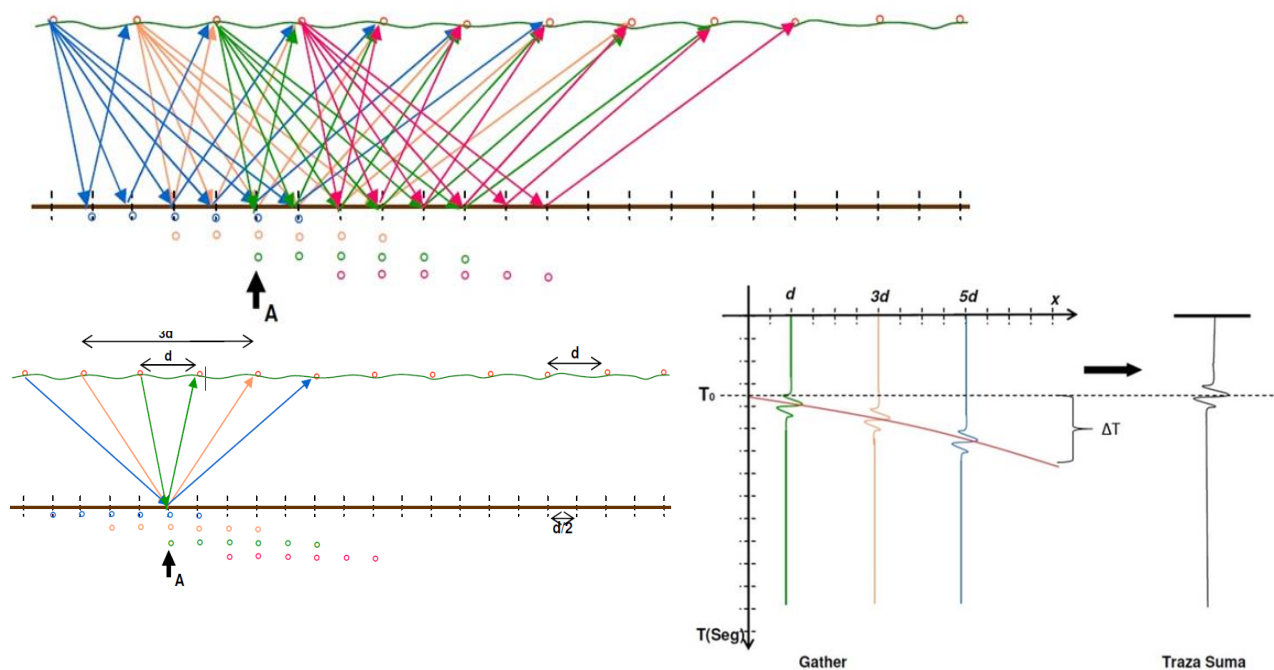 A
3d
d
d
d/2
A
d
3d
5d
x
T₀
ΔT
T(Seg)
Gather
Traza Suma